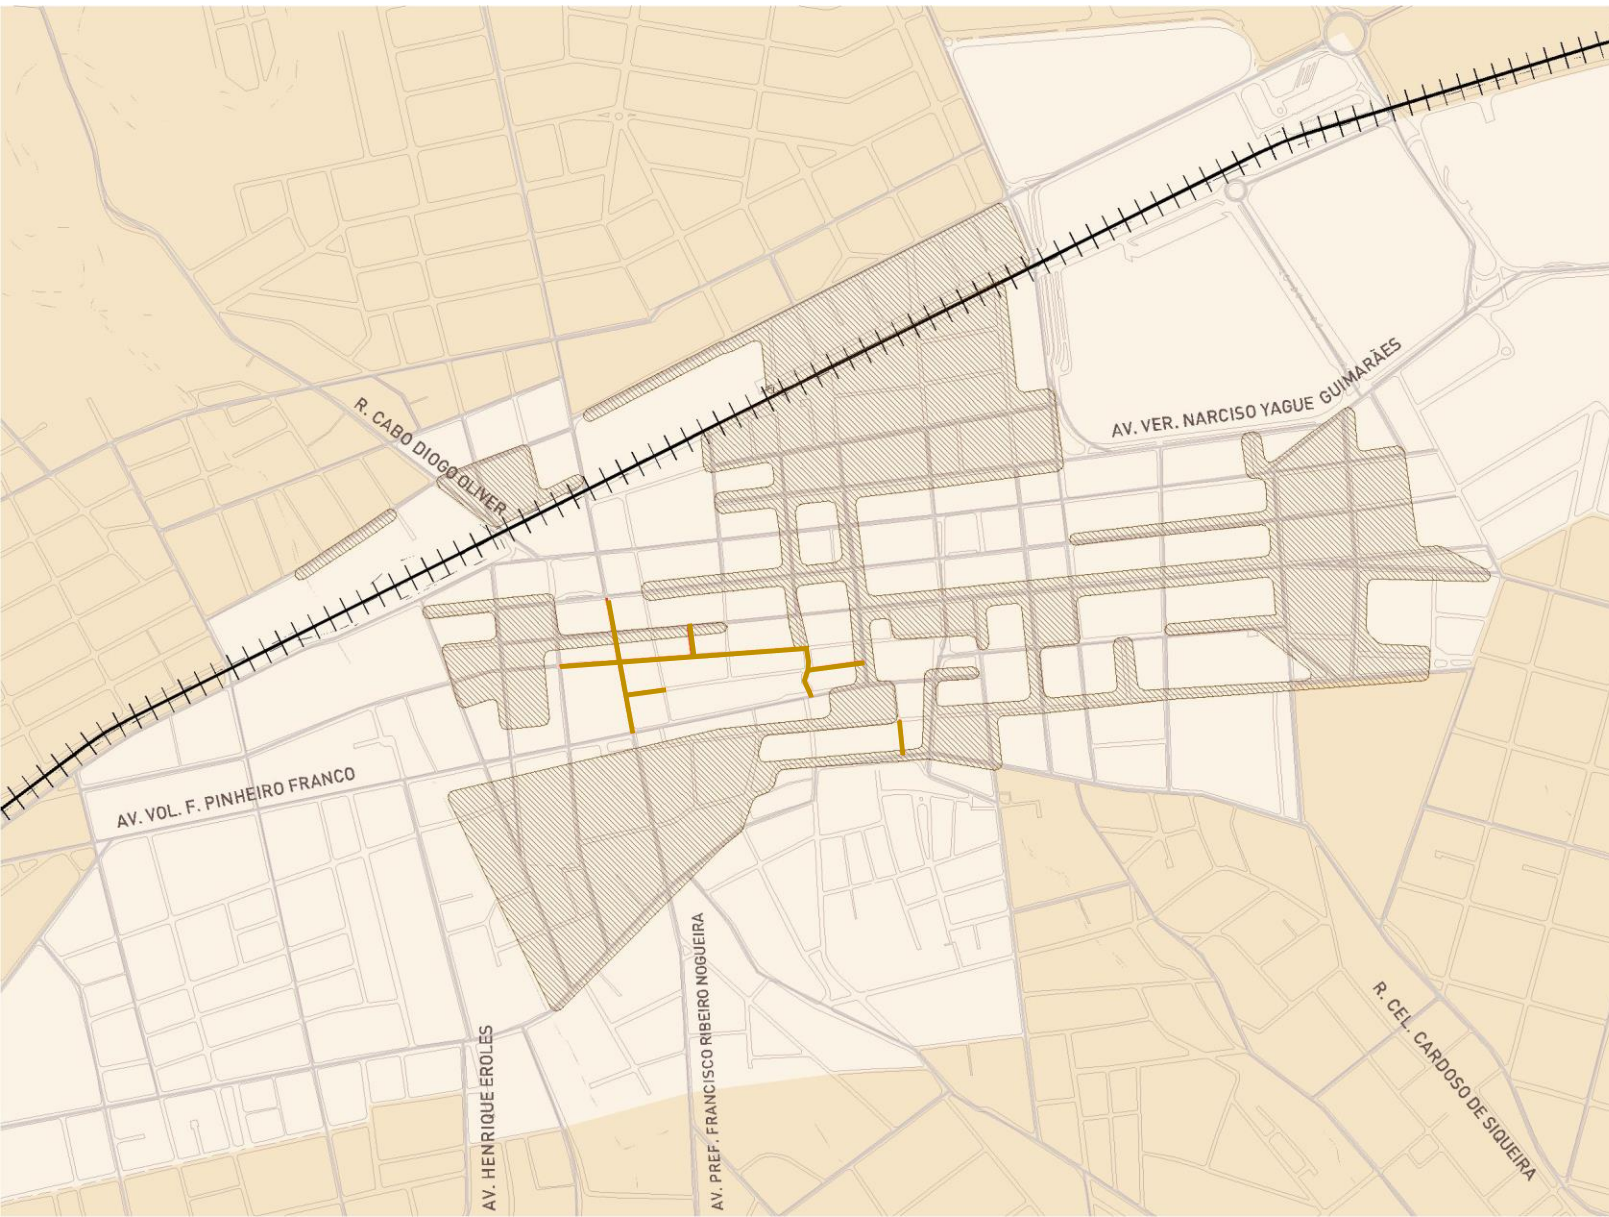 AV. VER. NARCISO YAGUE GUIMARÃES
R. CABO DIOGO OLIVER
AV. VOL. F. PINHEIRO FRANCO
AV. HENRIQUE EROLES
AV. PREF. FRANCISCO RIBEIRO NOGUEIRA
R. CEL. CARDOSO DE SIQUEIRA